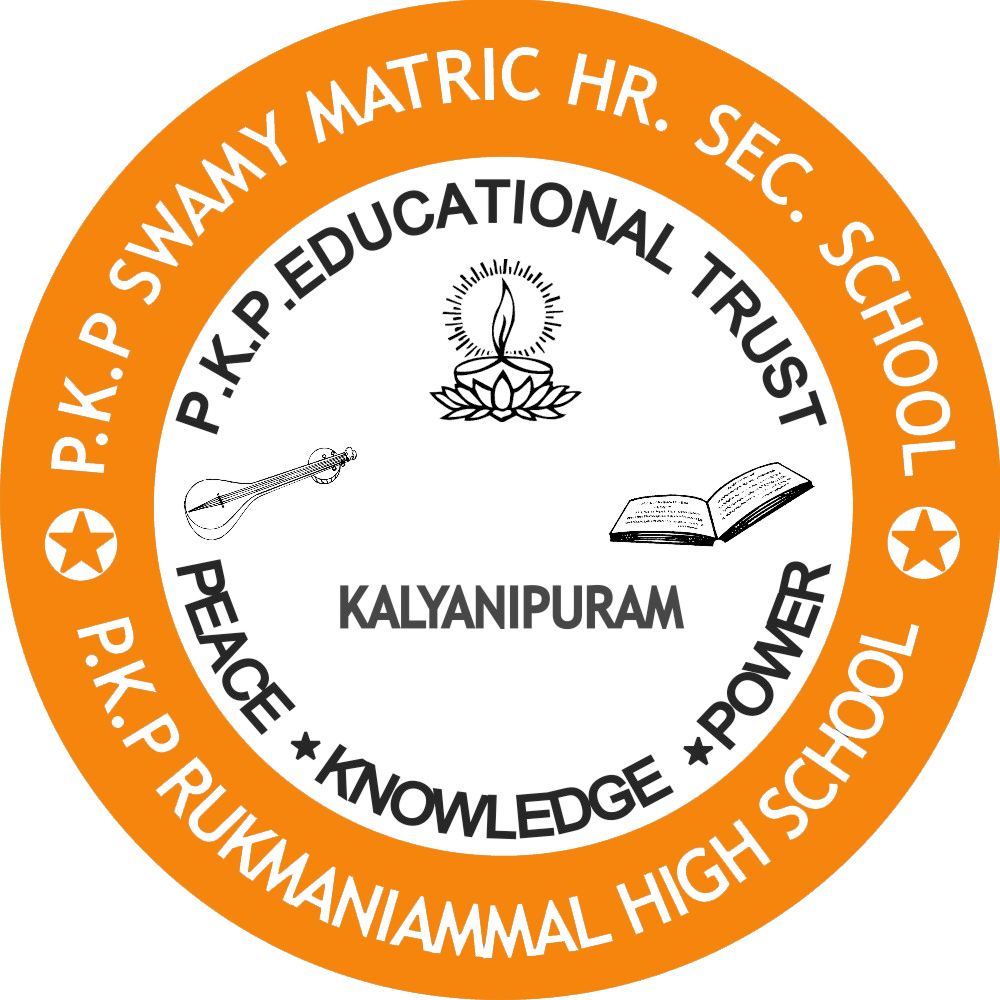 P.K.P SWAMY MATRIC HR. SEC. SCHOOL
P.K.P.EDUCATIONAL TRUST
KALYANIPURAM
PEACE ★ KNOWLEDGE ★ POWER
P.K.P RUKMANIAMMAL HIGH SCHOOL